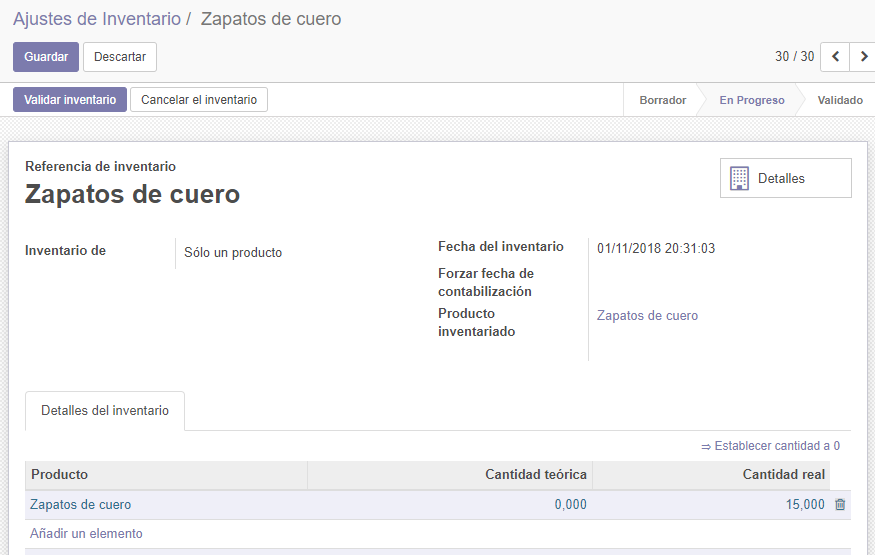 Ajustes de Inventario / Zapatos de cuero
Guardar Descartar 30 / 30
Validar inventario Cancelar el inventario Borrador En Progreso Validado
Referencia de inventario
Zapatos de cuero
Detalles
Inventario de Sólo un producto
Fecha del inventario 01/11/2018 20:31:03
Forzar fecha de
contabilización
Producto
inventariado Zapatos de cuero
Detalles del inventario
⇒ Establecer cantidad a 0
Producto Cantidad teórica Cantidad real
Zapatos de cuero 0,000 15,000
Añadir un elemento